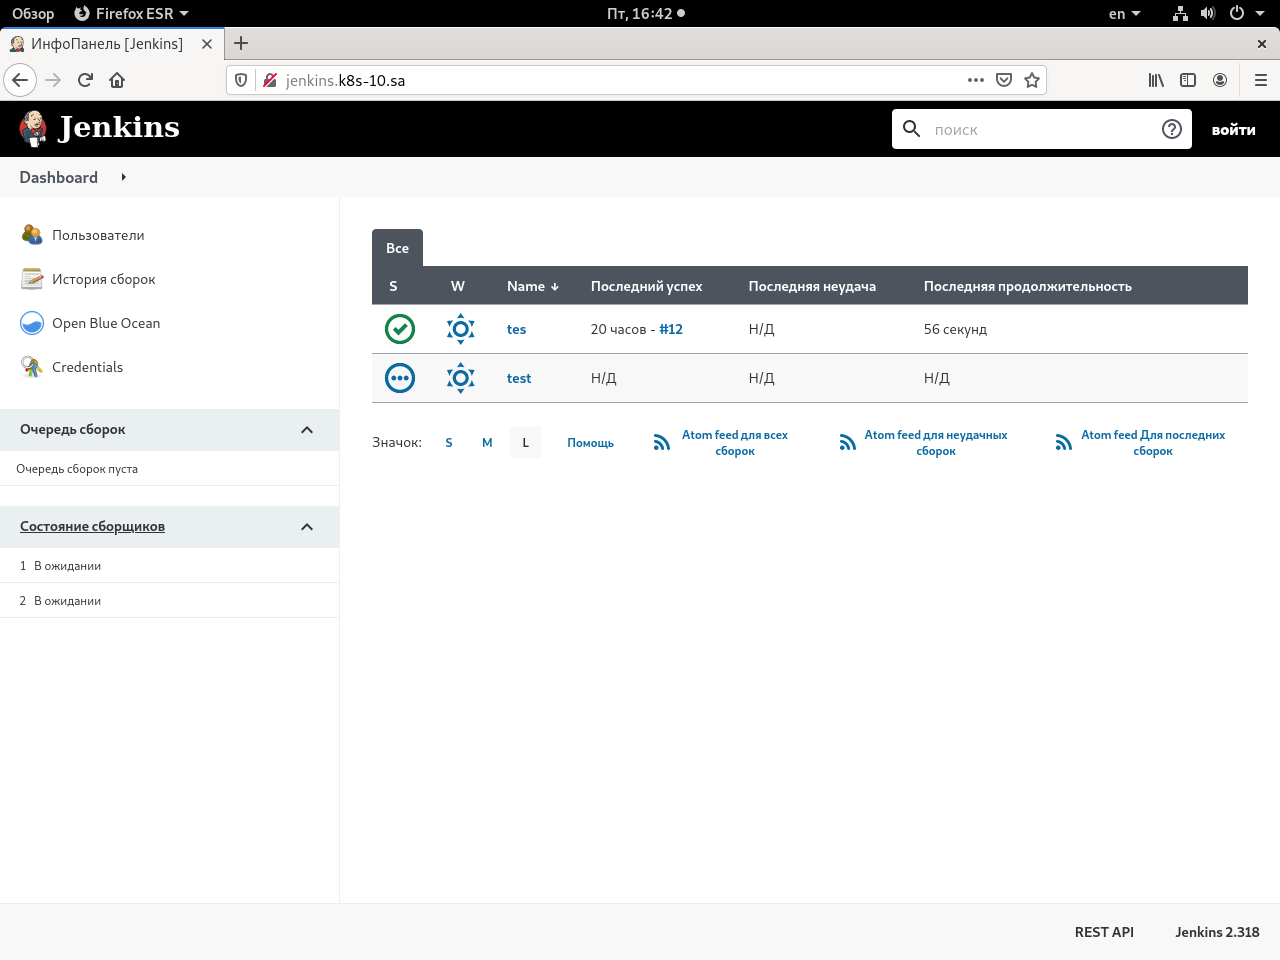 Обзор Firefox ESR Пт, 16:42 en
ИнфоПанель [Jenkins]
jenkins.k8s-10.sa
Jenkins поиск войти
Dashboard
Пользователи
История сборок
Open Blue Ocean
Credentials
Очередь сборок
Очередь сборок пуста
Состояние сборщиков
1 В ожидании
2 В ожидании
Все
S W Name ↓ Последний успех Последняя неудача Последняя продолжительность
tes 20 часов - #12 Н/Д 56 секунд
test Н/Д Н/Д Н/Д
Значок: S M L Помощь
Atom feed для всех
сборок
Atom feed для неудачных
сборок
Atom feed Для последних
сборок
REST API Jenkins 2.318